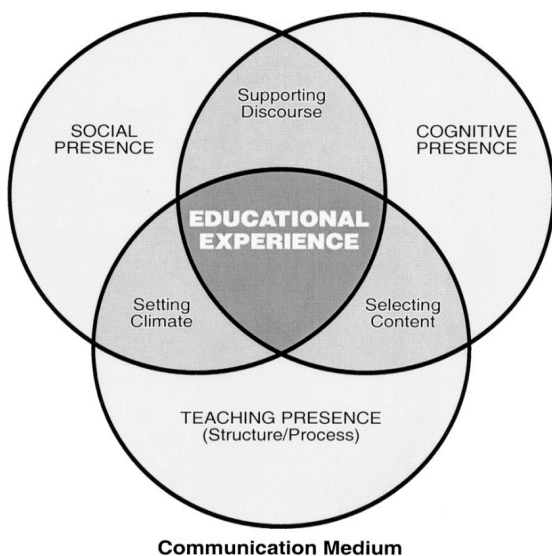 Supporting
Discourse
SOCIAL
PRESENCE
COGNITIVE
PRESENCE
EDUCATIONAL
EXPERIENCE
Setting
Climate
Selecting
Content
TEACHING PRESENCE
(Structure/Process)
Communication Medium